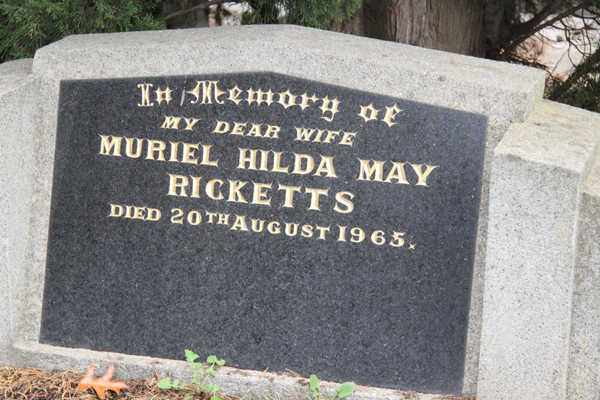 In Memory of
MY DEAR WIFE
MURIEL HILDA MAY
RICKETTS
DIED 20TH AUGUST 1965.